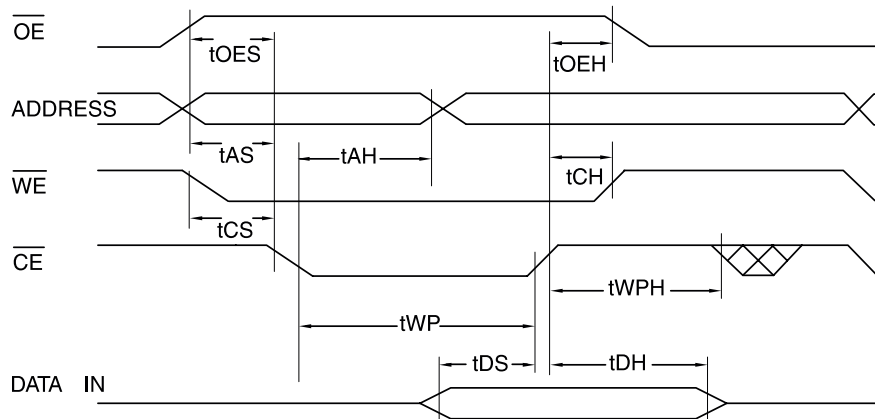 OE
tOES
tOEH
ADDRESS
tAS
tAH
tCH
WE
tCS
CE
tWPH
tWP
tDS
tDH
DATA IN